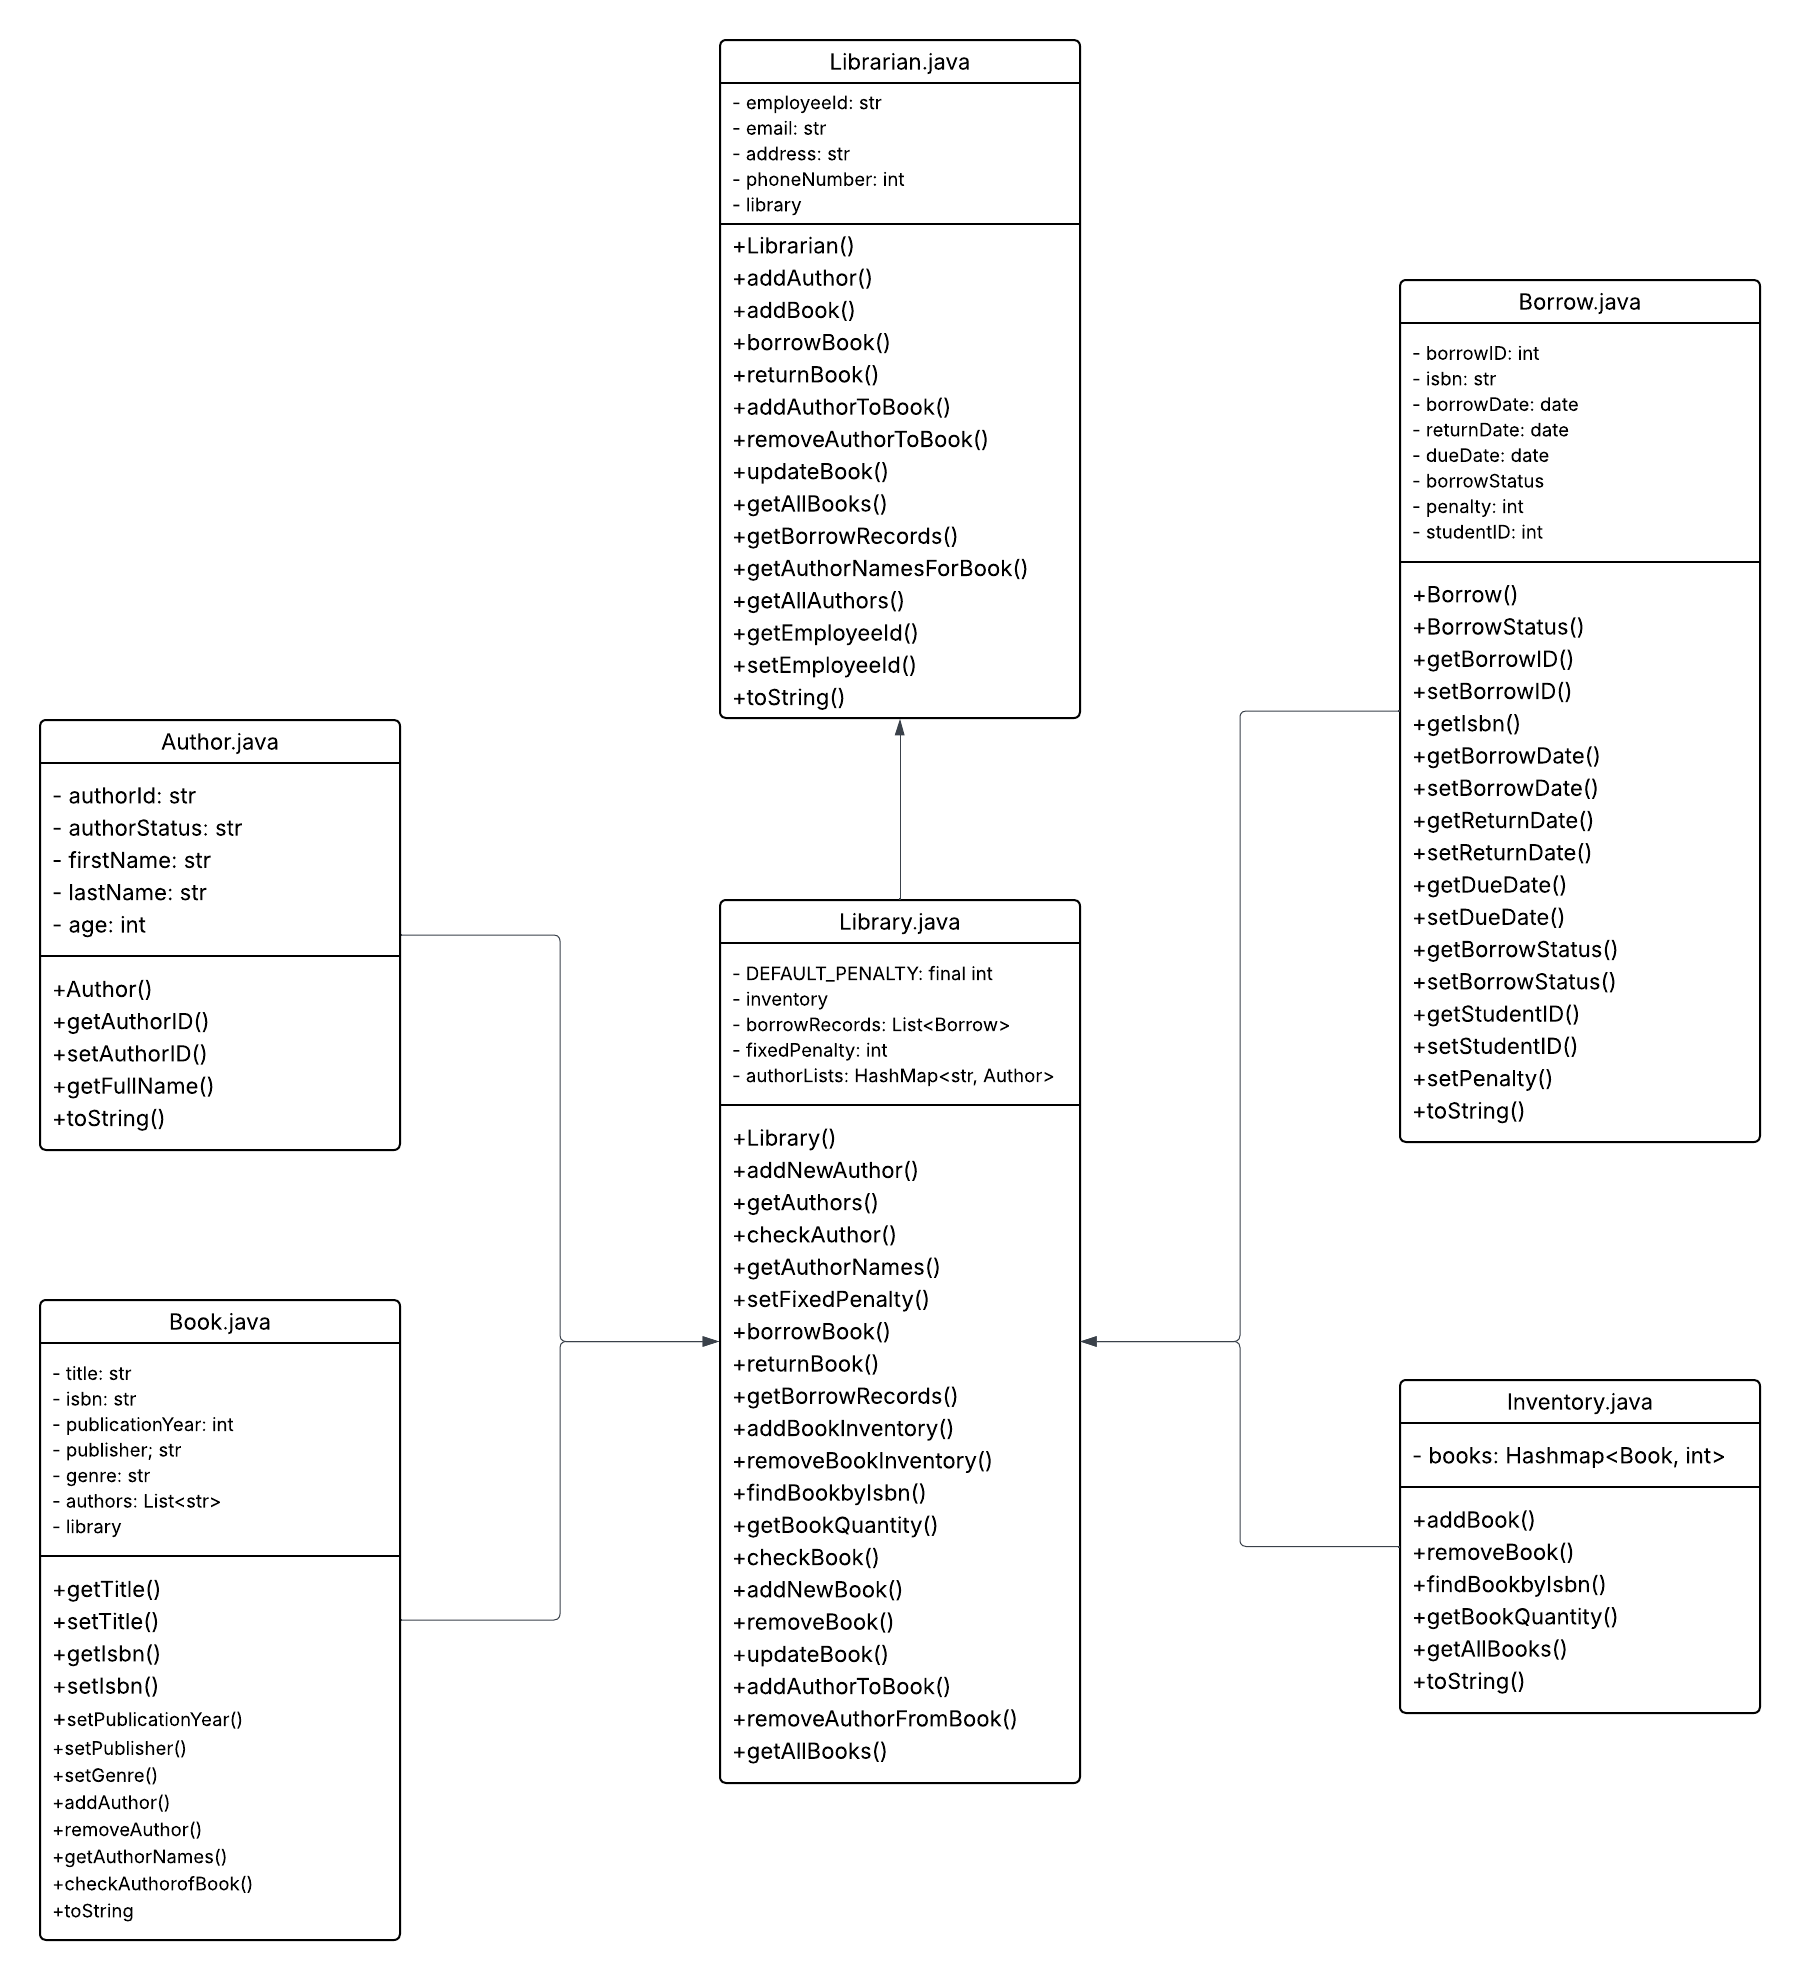 Librarian.java
- employeeId: str
- email: str
- address: str
- phoneNumber: int
- library
+Librarian()
+addAuthor()
+addBook()
+borrowBook()
+returnBook()
+addAuthorToBook()
+removeAuthorToBook()
+updateBook()
+getAllBooks()
+getBorrowRecords()
+getAuthorNamesForBook()
+getAllAuthors()
+getEmployeeId()
+setEmployeeId()
+toString()
Borrow.java
- borrowID: int
- isbn: str
- borrowDate: date
- returnDate: date
- dueDate: date
- borrowStatus
- penalty: int
- studentID: int
+Borrow()
+BorrowStatus()
+getBorrowID()
+setBorrowID()
+getIsbn()
+getBorrowDate()
+setBorrowDate()
+getReturnDate()
+setReturnDate()
+getDueDate()
+setDueDate()
+getBorrowStatus()
+setBorrowStatus()
+getStudentID()
+setStudentID()
+setPenalty()
+toString()
Author.java
- authorId: str
- authorStatus: str
- firstName: str
- lastName: str
- age: int
+Author()
+getAuthorID()
+setAuthorID()
+getFullName()
+toString()
Library.java
- DEFAULT_PENALTY: final int
- inventory
- borrowRecords: List<Borrow>
- fixedPenalty: int
- authorLists: HashMap<str, Author>
+Library()
+addNewAuthor()
+getAuthors()
+checkAuthor()
+getAuthorNames()
+setFixedPenalty()
+borrowBook()
+returnBook()
+getBorrowRecords()
+addBookInventory()
+removeBookInventory()
+findBookbyIsbn()
+getBookQuantity()
+checkBook()
+addNewBook()
+removeBook()
+updateBook()
+addAuthorToBook()
+removeAuthorFromBook()
+getAllBooks()
Book.java
- title: str
- isbn: str
- publicationYear: int
- publisher; str
- genre: str
- authors: List<str>
- library
+getTitle()
+setTitle()
+getIsbn()
+setIsbn()
+setPublicationYear()
+setPublisher()
+setGenre()
+addAuthor()
+removeAuthor()
+getAuthorNames()
+checkAuthorofBook()
+toString
Inventory.java
- books: Hashmap<Book, int>
+addBook()
+removeBook()
+findBookbyIsbn()
+getBookQuantity()
+getAllBooks()
+toString()